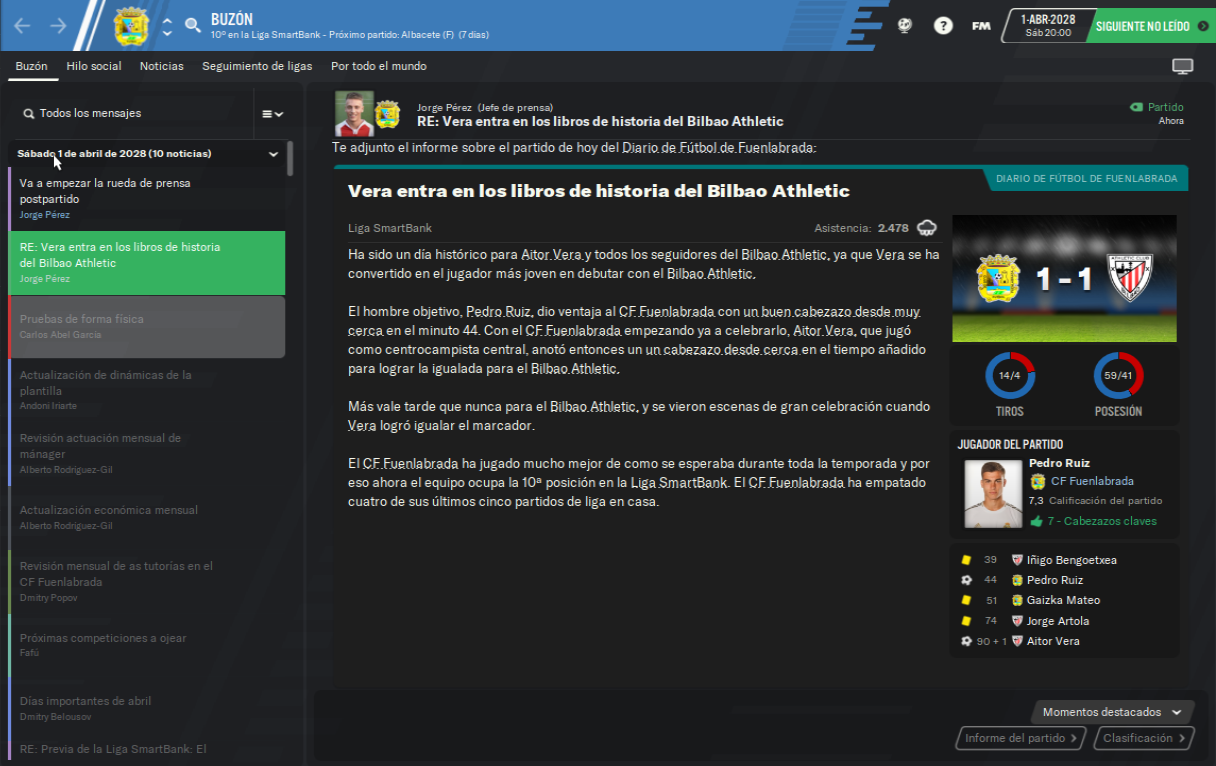 BUZÓN
10º en la Liga SmartBank - Próximo partido: Albacete (F) (7 días)
?
FM
1-ABR-2028
Sáb 20:00
SIGUIENTE NO LEÍDO
Buzón
Hilo social
Noticias
Seguimiento de ligas
Por todo el mundo
Todos los mensajes
Sábado 1 de abril de 2028 (10 noticias)
Va a empezar la rueda de prensa
postpartido
Jorge Pérez
RE: Vera entra en los libros de historia
del Bilbao Athletic
Jorge Pérez
Pruebas de forma física
Carlos Abel García
Actualización de dinámicas de la
plantilla
Andoni Iriarte
Revisión actuación mensual de
mánager
Alberto Rodriguez-Gil
Actualización económica mensual
Alberto Rodriguez-Gil
Revisión mensual de as tutorías en el
CF Fuenlabrada
Dmitry Popov
Próximas competiciones a ojear
Fafú
Días importantes de abril
Dmitry Belousov
RE: Previa de la Liga SmartBank: El
Jorge Pérez (Jefe de prensa)
RE: Vera entra en los libros de historia del Bilbao Athletic
Partido
Ahora
Te adjunto el informe sobre el partido de hoy del Diario de Fútbol de Fuenlabrada:
DIARIO DE FÚTBOL DE FUENLABRADA
Vera entra en los libros de historia del Bilbao Athletic
Liga SmartBank
Asistencia: 2.478
Ha sido un día histórico para Aitor Vera y todos los seguidores del Bilbao Athletic, ya que Vera se ha
convertido en el jugador más joven en debutar con el Bilbao Athletic.
El hombre objetivo, Pedro Ruiz, dio ventaja al CF Fuenlabrada con un buen cabezazo desde muy
cerca en el minuto 44. Con el CF Fuenlabrada empezando ya a celebrarlo, Aitor Vera, que jugó
como centrocampista central, anotó entonces un un cabezazo desde cerca en el tiempo añadido
para lograr la igualada para el Bilbao Athletic.
Más vale tarde que nunca para el Bilbao Athletic, y se vieron escenas de gran celebración cuando
Vera logró igualar el marcador.
El CF Fuenlabrada ha jugado mucho mejor de como se esperaba durante toda la temporada y por
eso ahora el equipo ocupa la 10ª posición en la Liga SmartBank. El CF Fuenlabrada ha empatado
cuatro de sus últimos cinco partidos de liga en casa.
1 - 1
ATHLETIC CLUB
14/4
TIROS
59/41
POSESIÓN
JUGADOR DEL PARTIDO
Pedro Ruiz
CF Fuenlabrada
7,3 Calificación del partido
7 - Cabezazos claves
39 Iñigo Bengoetxea
44 Pedro Ruiz
51 Gaizka Mateo
74 Jorge Artola
90 + 1 Aitor Vera
Momentos destacados
Informe del partido
Clasificación